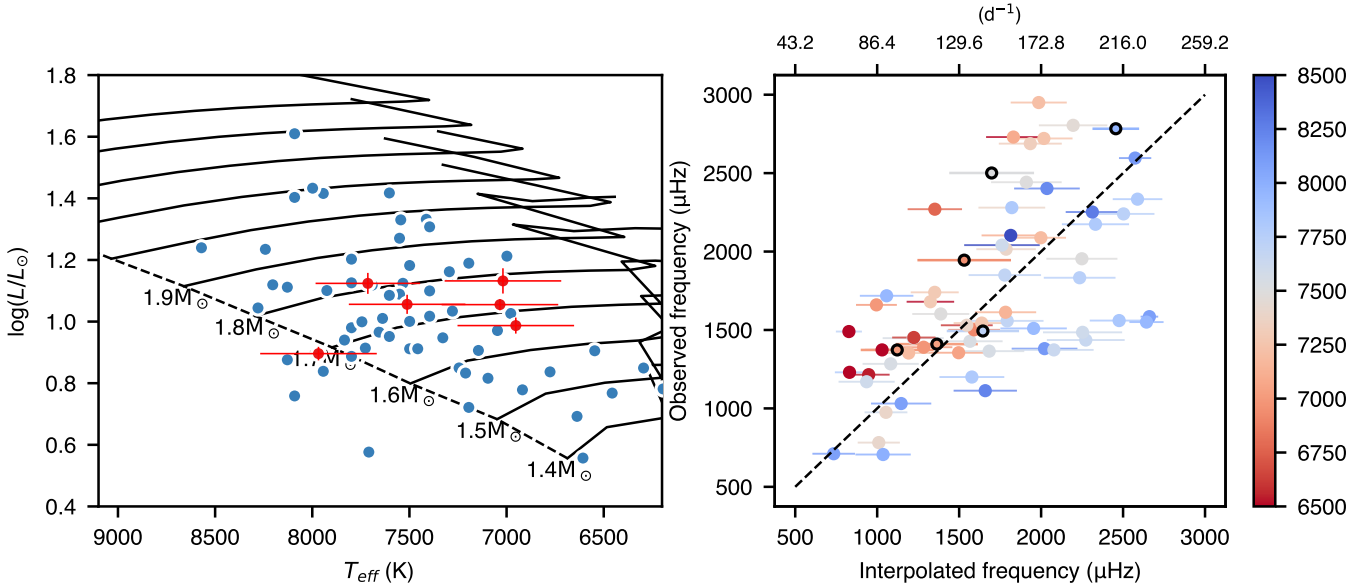 1.8
1.6
1.4
1.2
1.0
0.8
0.6
0.4
log(L/L⊙)
1.9M⊙
1.8M⊙
1.7M⊙
1.6M⊙
1.5M⊙
1.4M⊙
9000 8500 8000 7500 7000 6500
Teff (K)
(d⁻¹)
43.2 86.4 129.6 172.8 216.0 259.2
3000
2500
2000
1500
1000
500
Observed frequency (μHz)
500 1000 1500 2000 2500 3000
Interpolated frequency (μHz)
8500
8250
8000
7750
7500
7250
7000
6750
6500